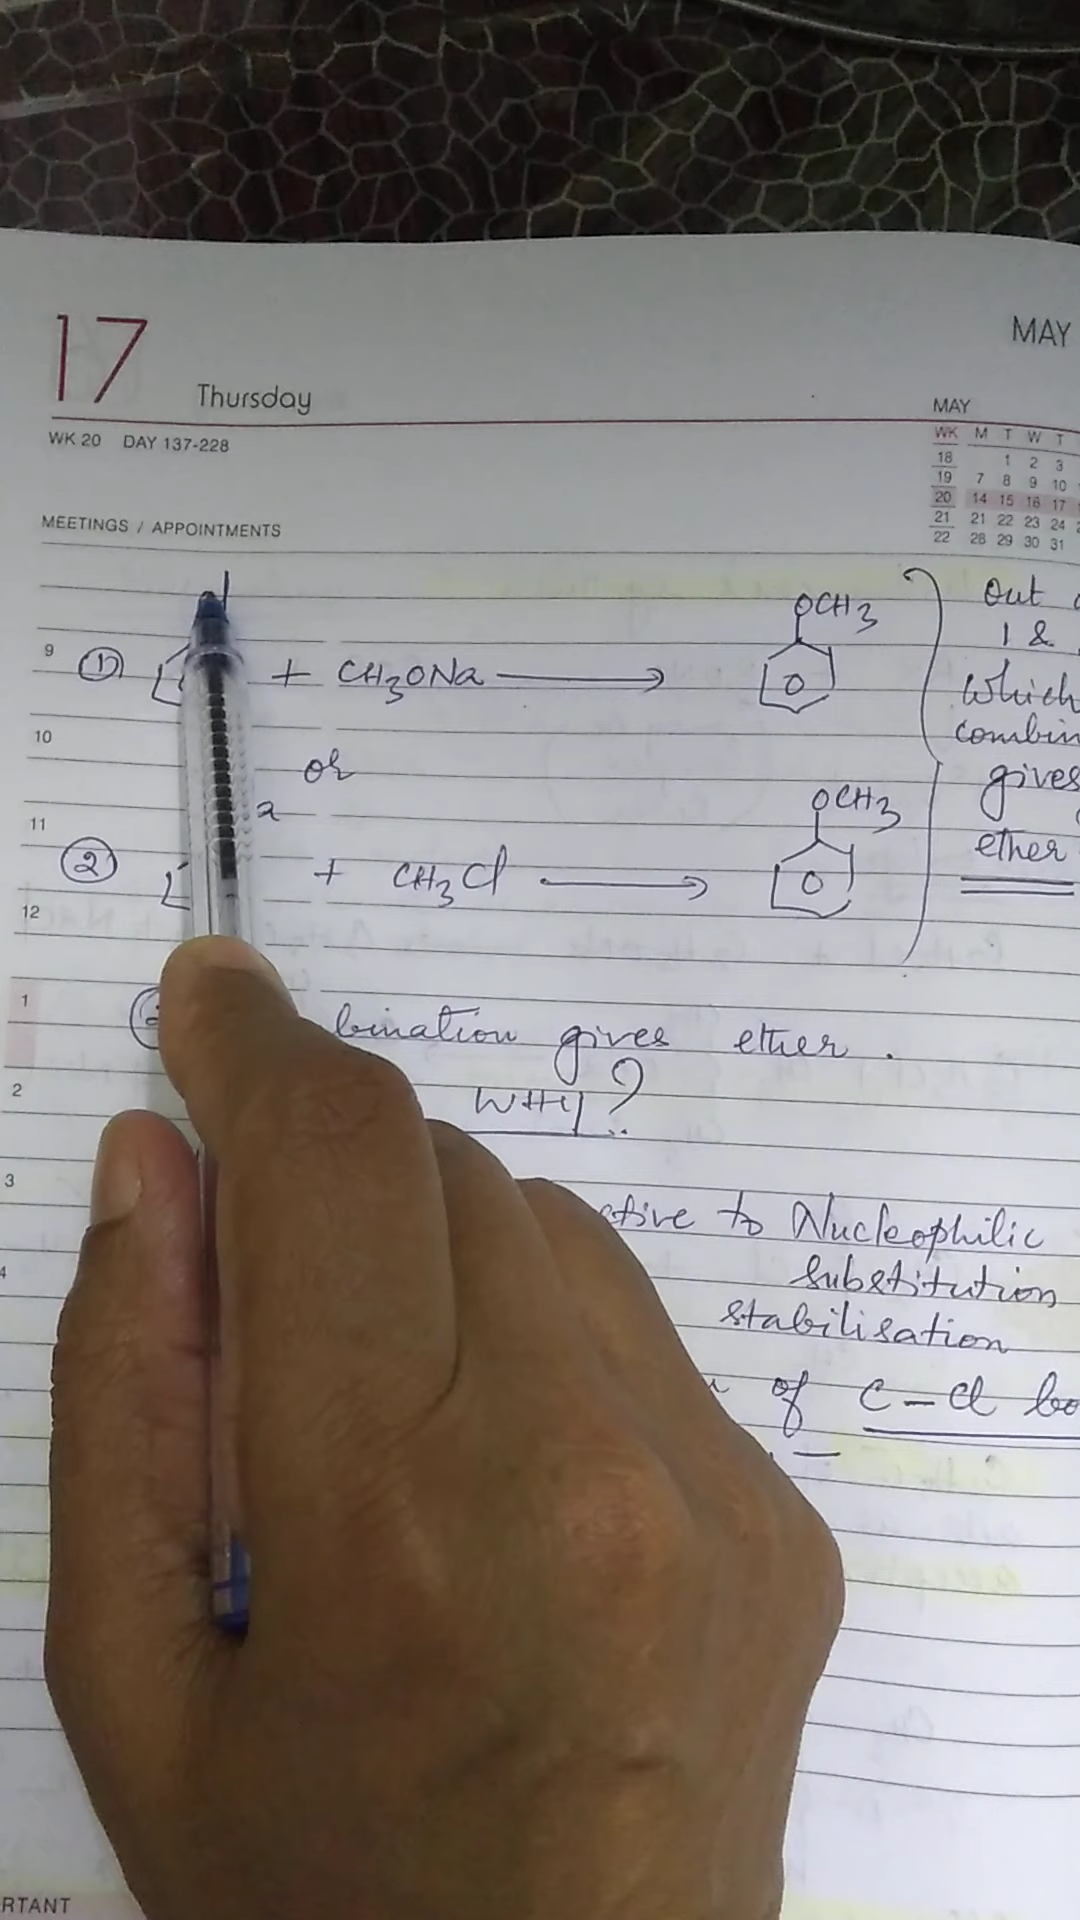 17
Thursday
MAY
WK 20 DAY 137-228
MAY
WK M T W T
18 1 2 3
19 7 8 9 10
20 14 15 16 17
21 21 22 23 24
22 28 29 30 31
MEETINGS / APPOINTMENTS
9
① + CH3ONa → OCH3
out
1 &
which
10
or
combin
gives
11
ether
② + CH3Cl → OCH3
12
1
bination gives ether.
2
WHY?
3
to Nucleophilic
4
substitution
stabilisation
of C-Cl
RTANT